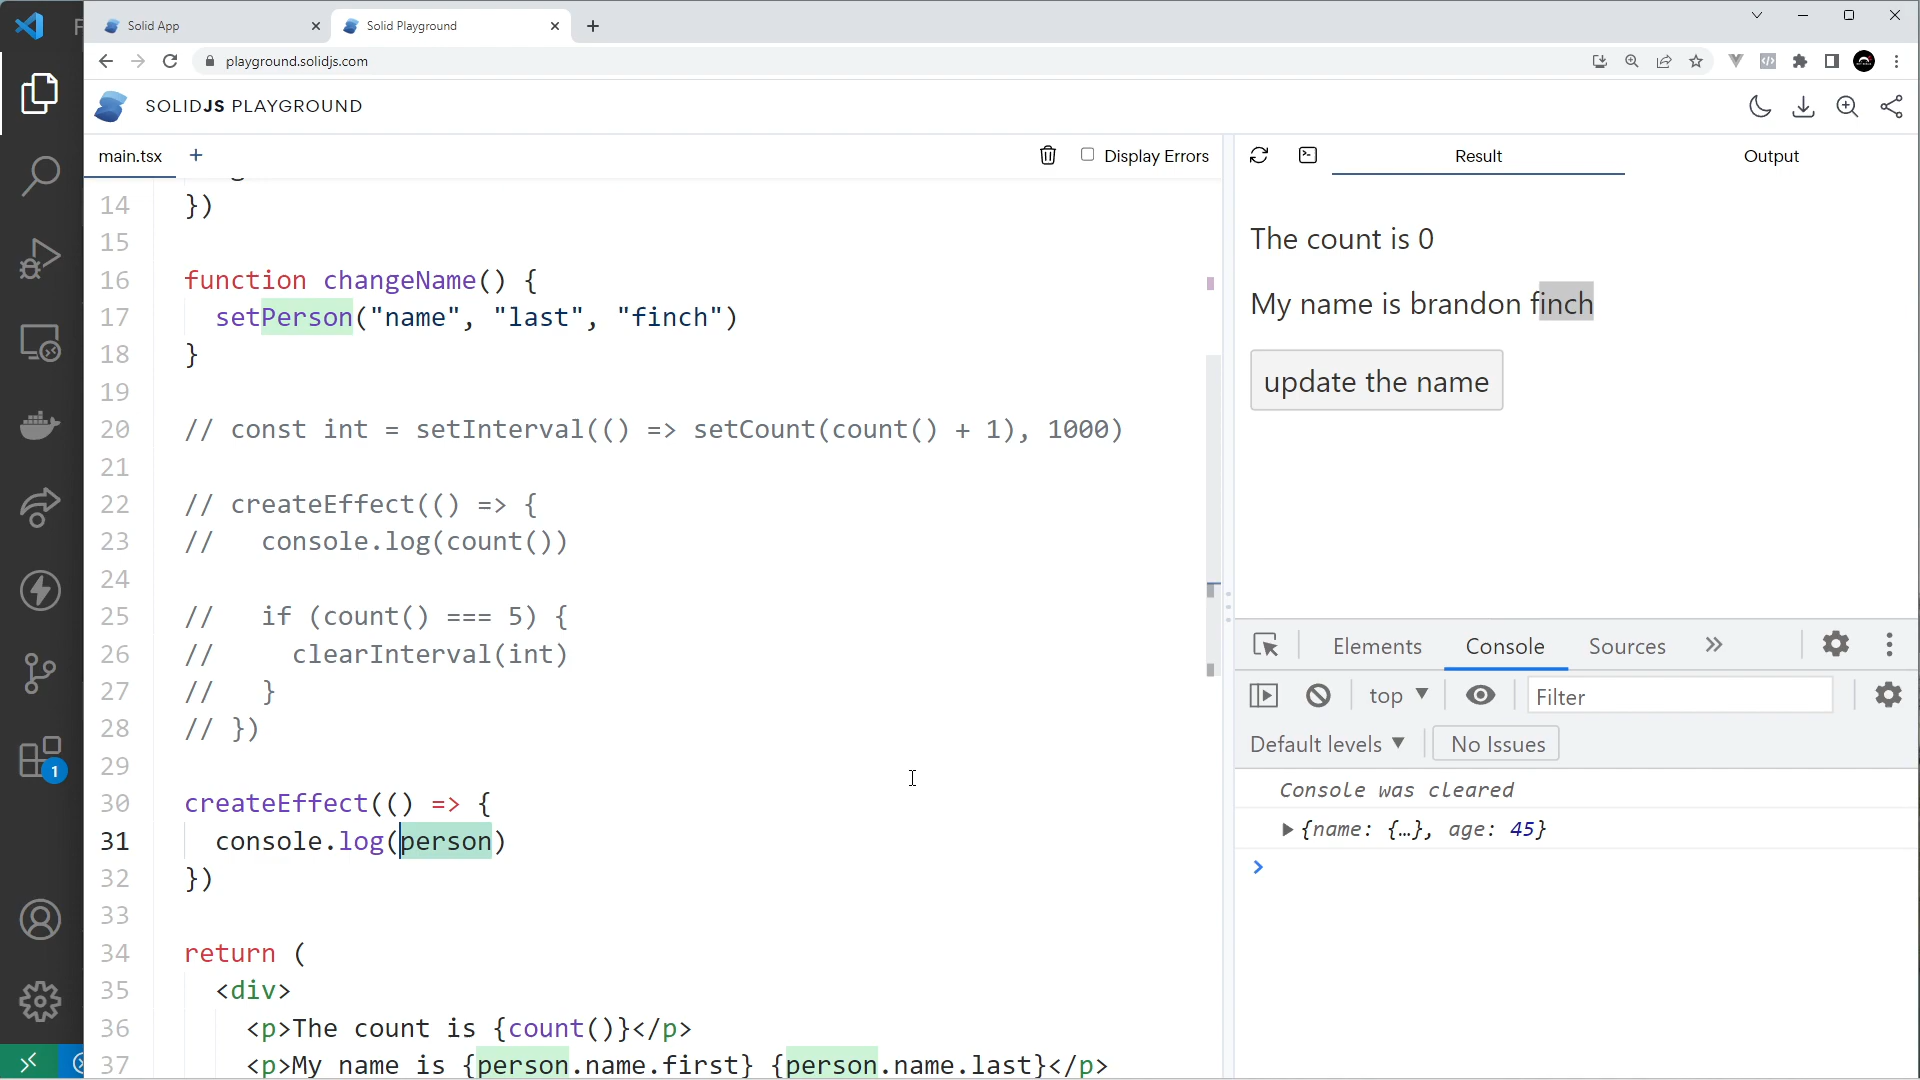 Solid App
Solid Playground
playground.solidjs.com
SOLIDJS PLAYGROUND
main.tsx
Display Errors
Result
Output
14 })
15
16 function changeName() {
17 setPerson("name", "last", "finch")
18 }
19
20 // const int = setInterval(() => setCount(count() + 1), 1000)
21
22 // createEffect(() => {
23 // console.log(count())
24
25 // if (count() === 5) {
26 // clearInterval(int)
27 // }
28 // })
29
30 createEffect(() => {
31 console.log(person)
32 })
33
34 return (
35 <div>
36 <p>The count is {count()}</p>
37 <p>My name is {person.name.first} {person.name.last}</p>
The count is 0
My name is brandon finch
update the name
Elements
Console
Sources
top
Filter
Default levels
No Issues
Console was cleared
{name: {…}, age: 45}
1